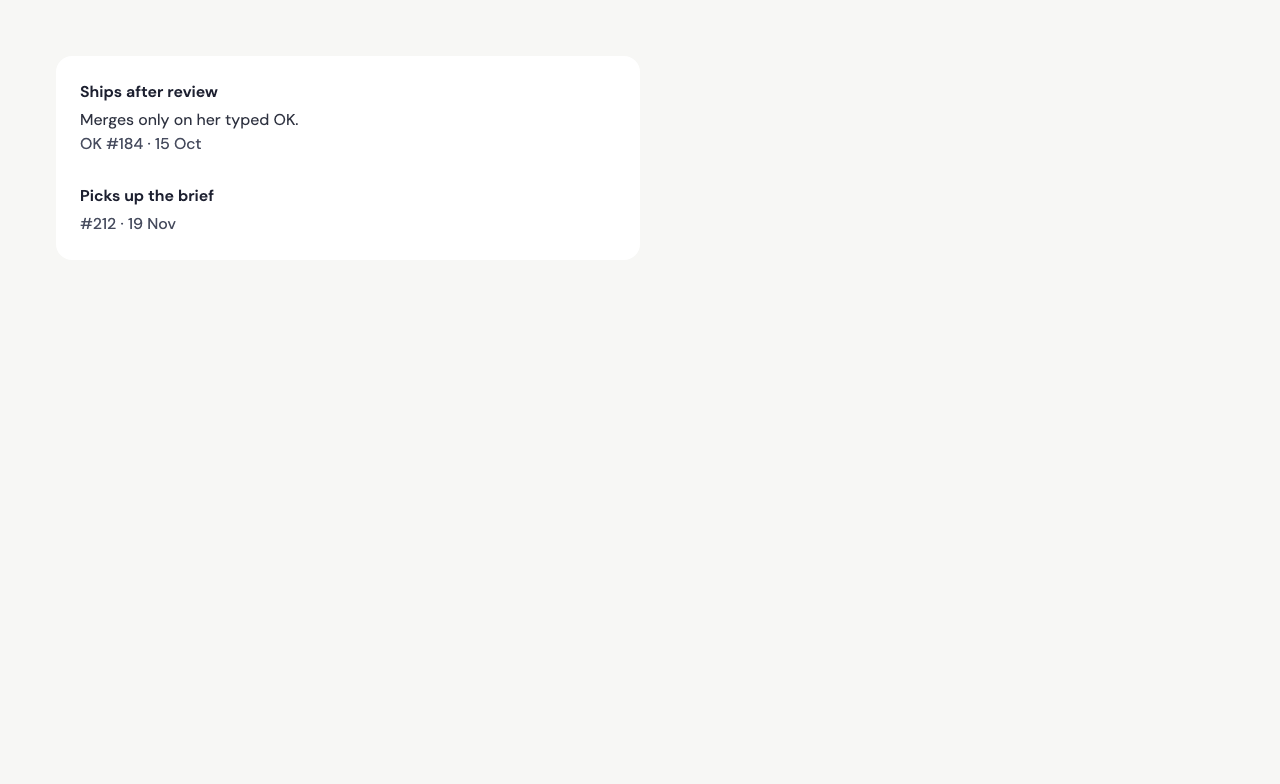 Ships after review
Merges only on her typed OK.
OK #184 · 15 Oct
Picks up the brief
#212 · 19 Nov